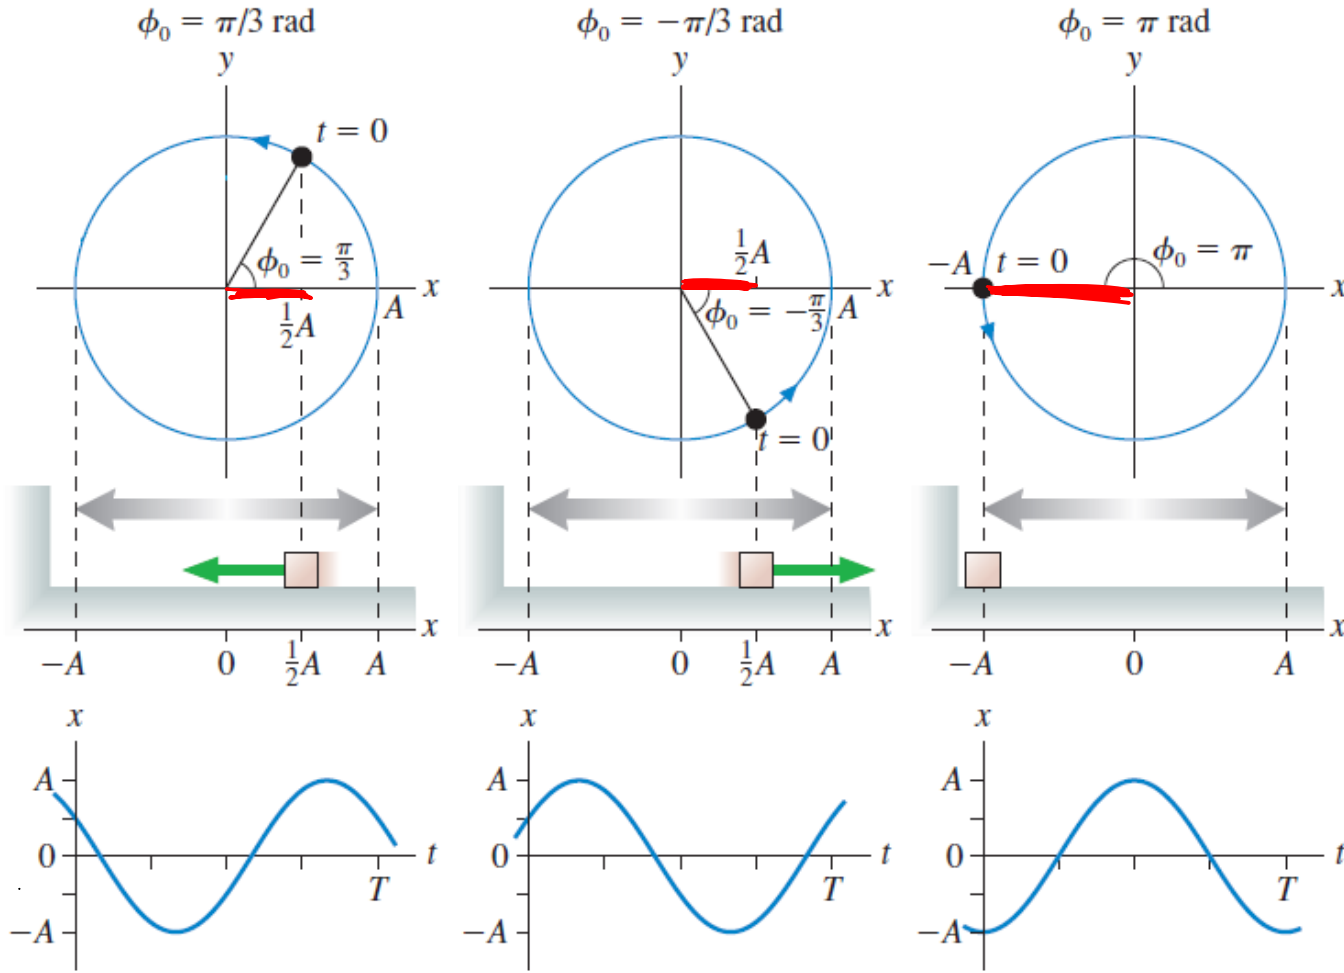 ϕ₀ = π/3 rad
y
t = 0
ϕ₀ = π/3
x
½A
A
x
−A 0 ½A A
x
A
0
−A
t
T
ϕ₀ = −π/3 rad
y
½A
x
ϕ₀ = −π/3
A
t = 0
x
−A 0 ½A A
x
A
0
−A
t
T
ϕ₀ = π rad
y
−A
t = 0
ϕ₀ = π
x
A
x
−A 0 A
x
A
0
−A
t
T